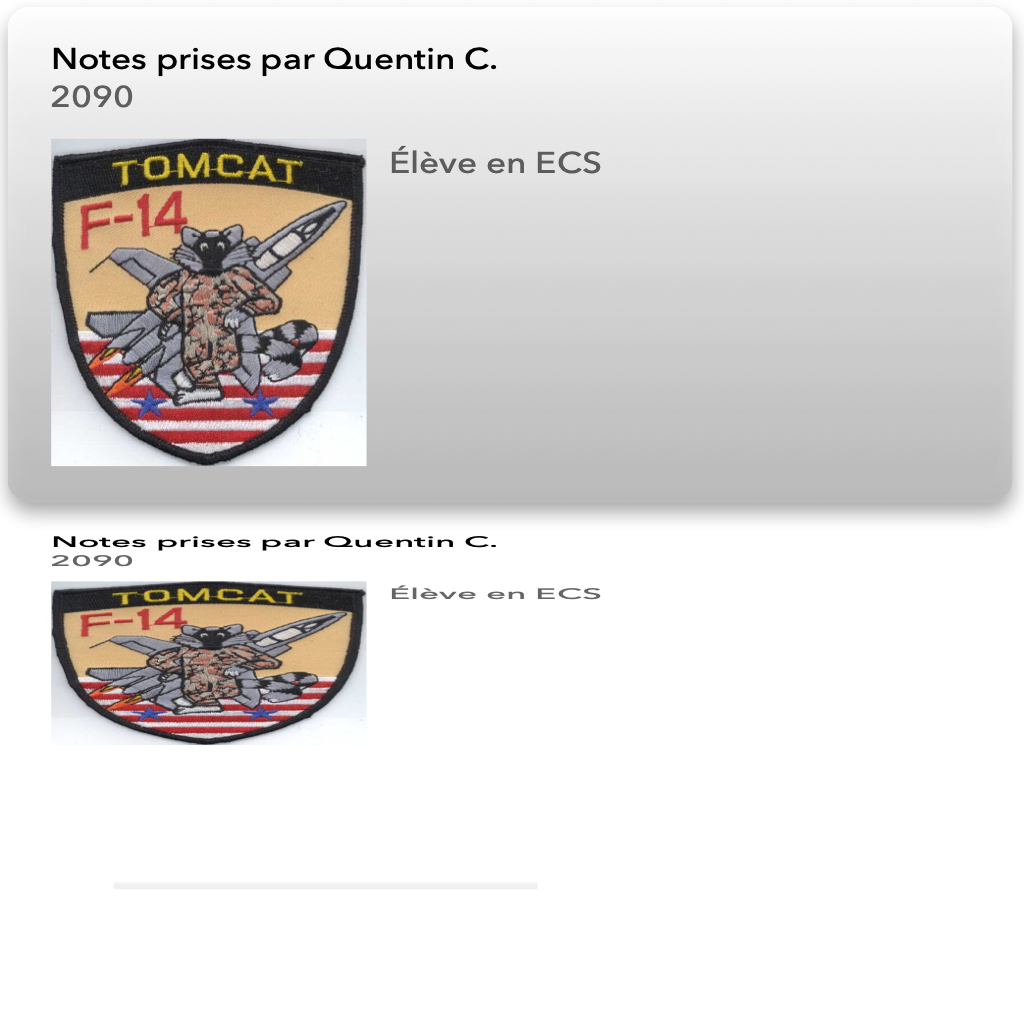 Notes prises par Quentin C.
2090
TOMCAT
F-14
Élève en ECS
Notes prises par Quentin C.
2090
TOMCAT
F-14
Élève en ECS